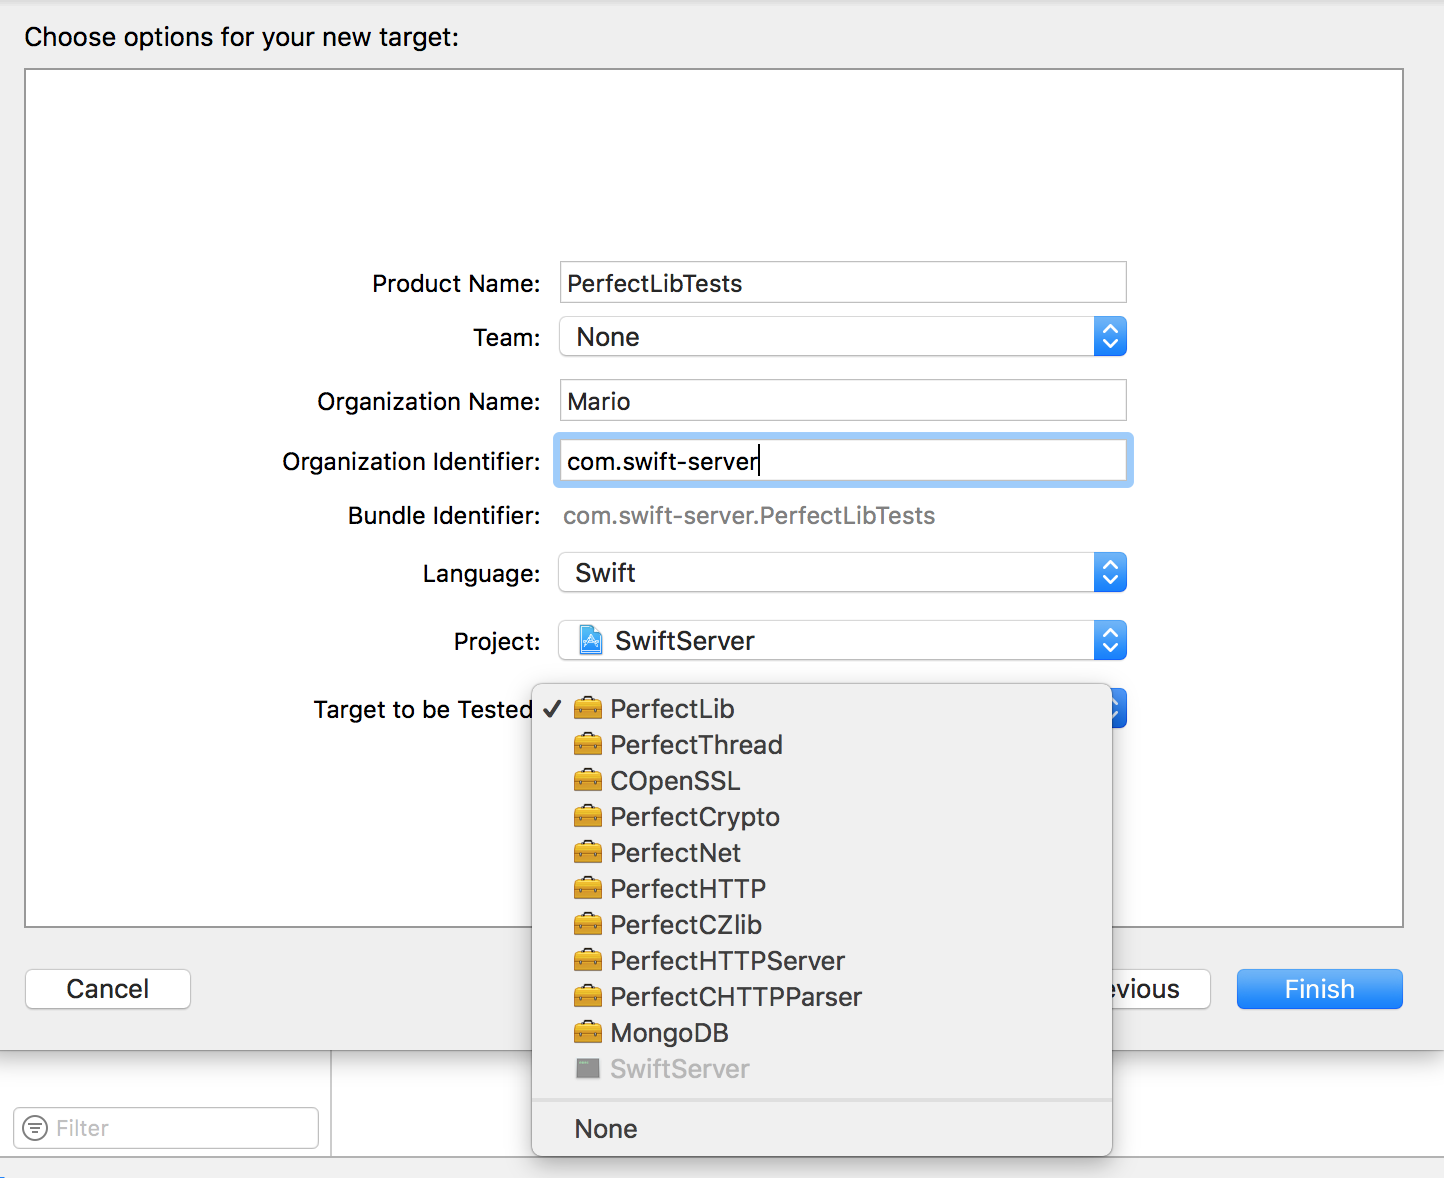 Choose options for your new target:
Product Name: PerfectLibTests
Team: None
Organization Name: Mario
Organization Identifier: com.swift-server
Bundle Identifier: com.swift-server.PerfectLibTests
Language: Swift
Project: SwiftServer
Target to be Tested
✓ PerfectLib
PerfectThread
COpenSSL
PerfectCrypto
PerfectNet
PerfectHTTP
PerfectCZlib
PerfectHTTPServer
PerfectCHTTPParser
MongoDB
SwiftServer
None
Cancel
evious
Finish
Filter